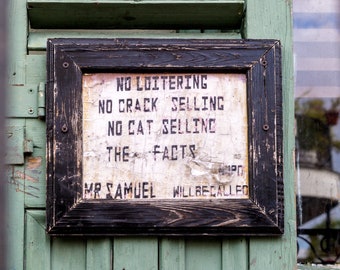 NO LOITERING
NO CRACK SELLING
NO CAT SELLING
THE FACTS
MR SAMUEL WILL BE CALLED